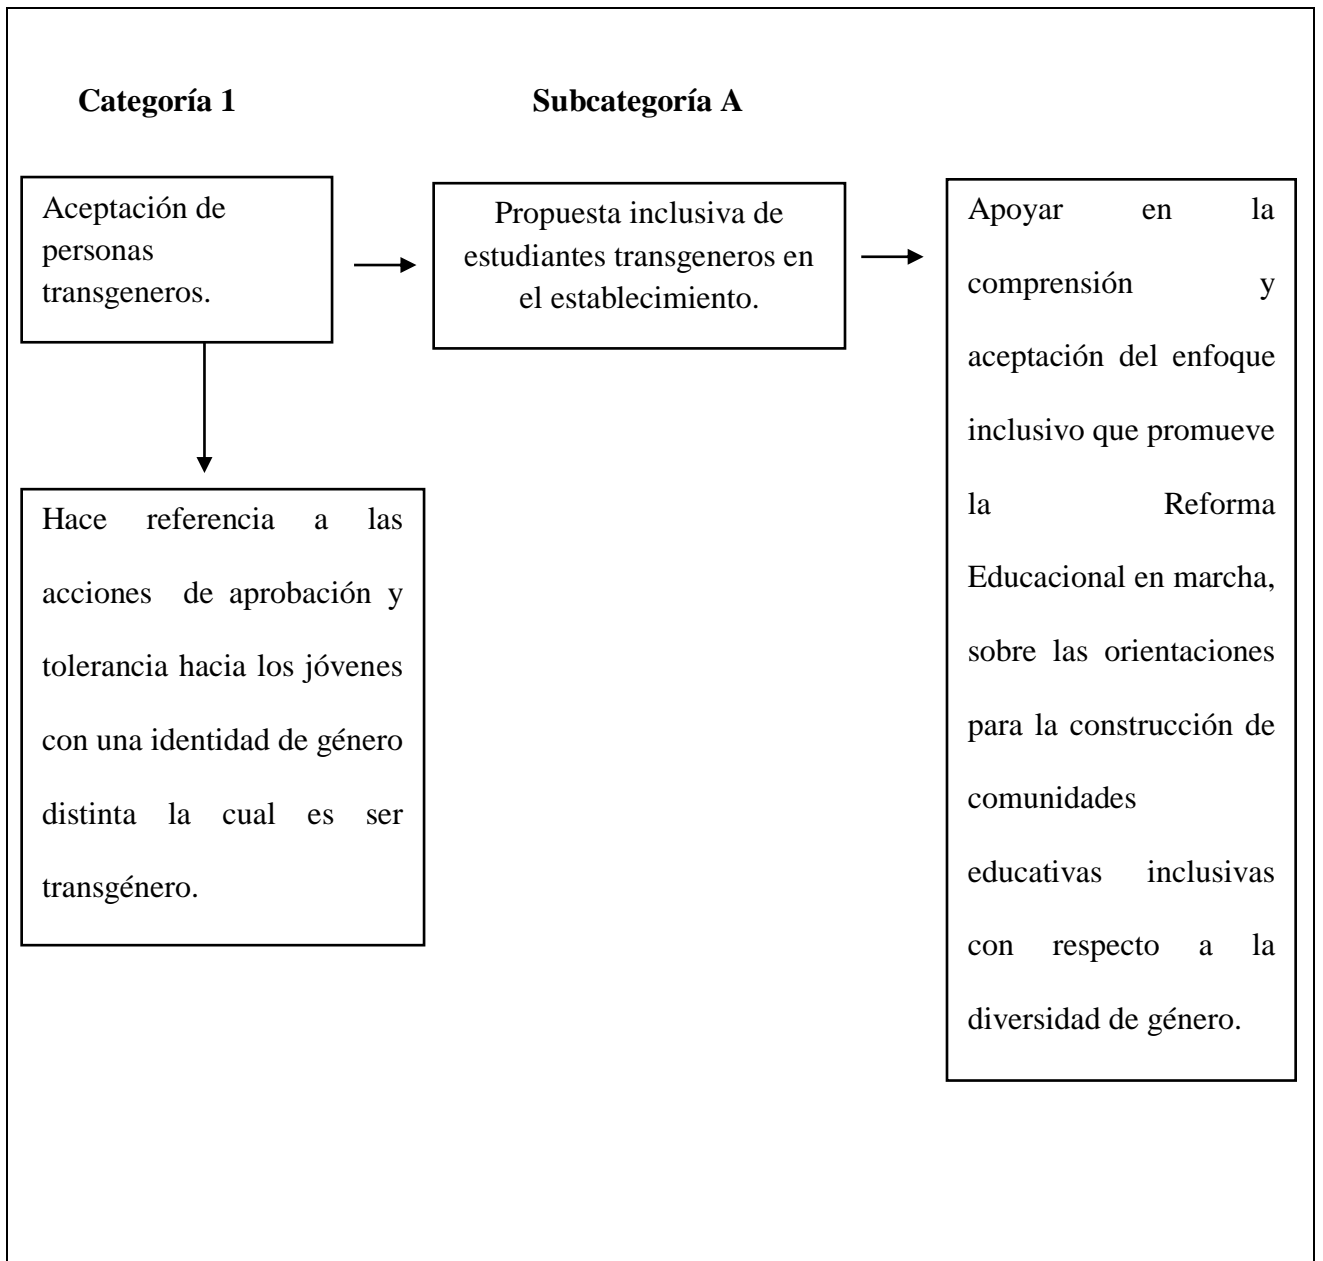 Categoría 1
Subcategoría A
Aceptación de
personas
transgeneros.
Propuesta inclusiva de
estudiantes transgeneros en
el establecimiento.
Apoyar en la
comprensión y
aceptación del enfoque
inclusivo que promueve
la Reforma
Educacional en marcha,
sobre las orientaciones
para la construcción de
comunidades
educativas inclusivas
con respecto a la
diversidad de género.
Hace referencia a las
acciones de aprobación y
tolerancia hacia los jóvenes
con una identidad de género
distinta la cual es ser
transgénero.